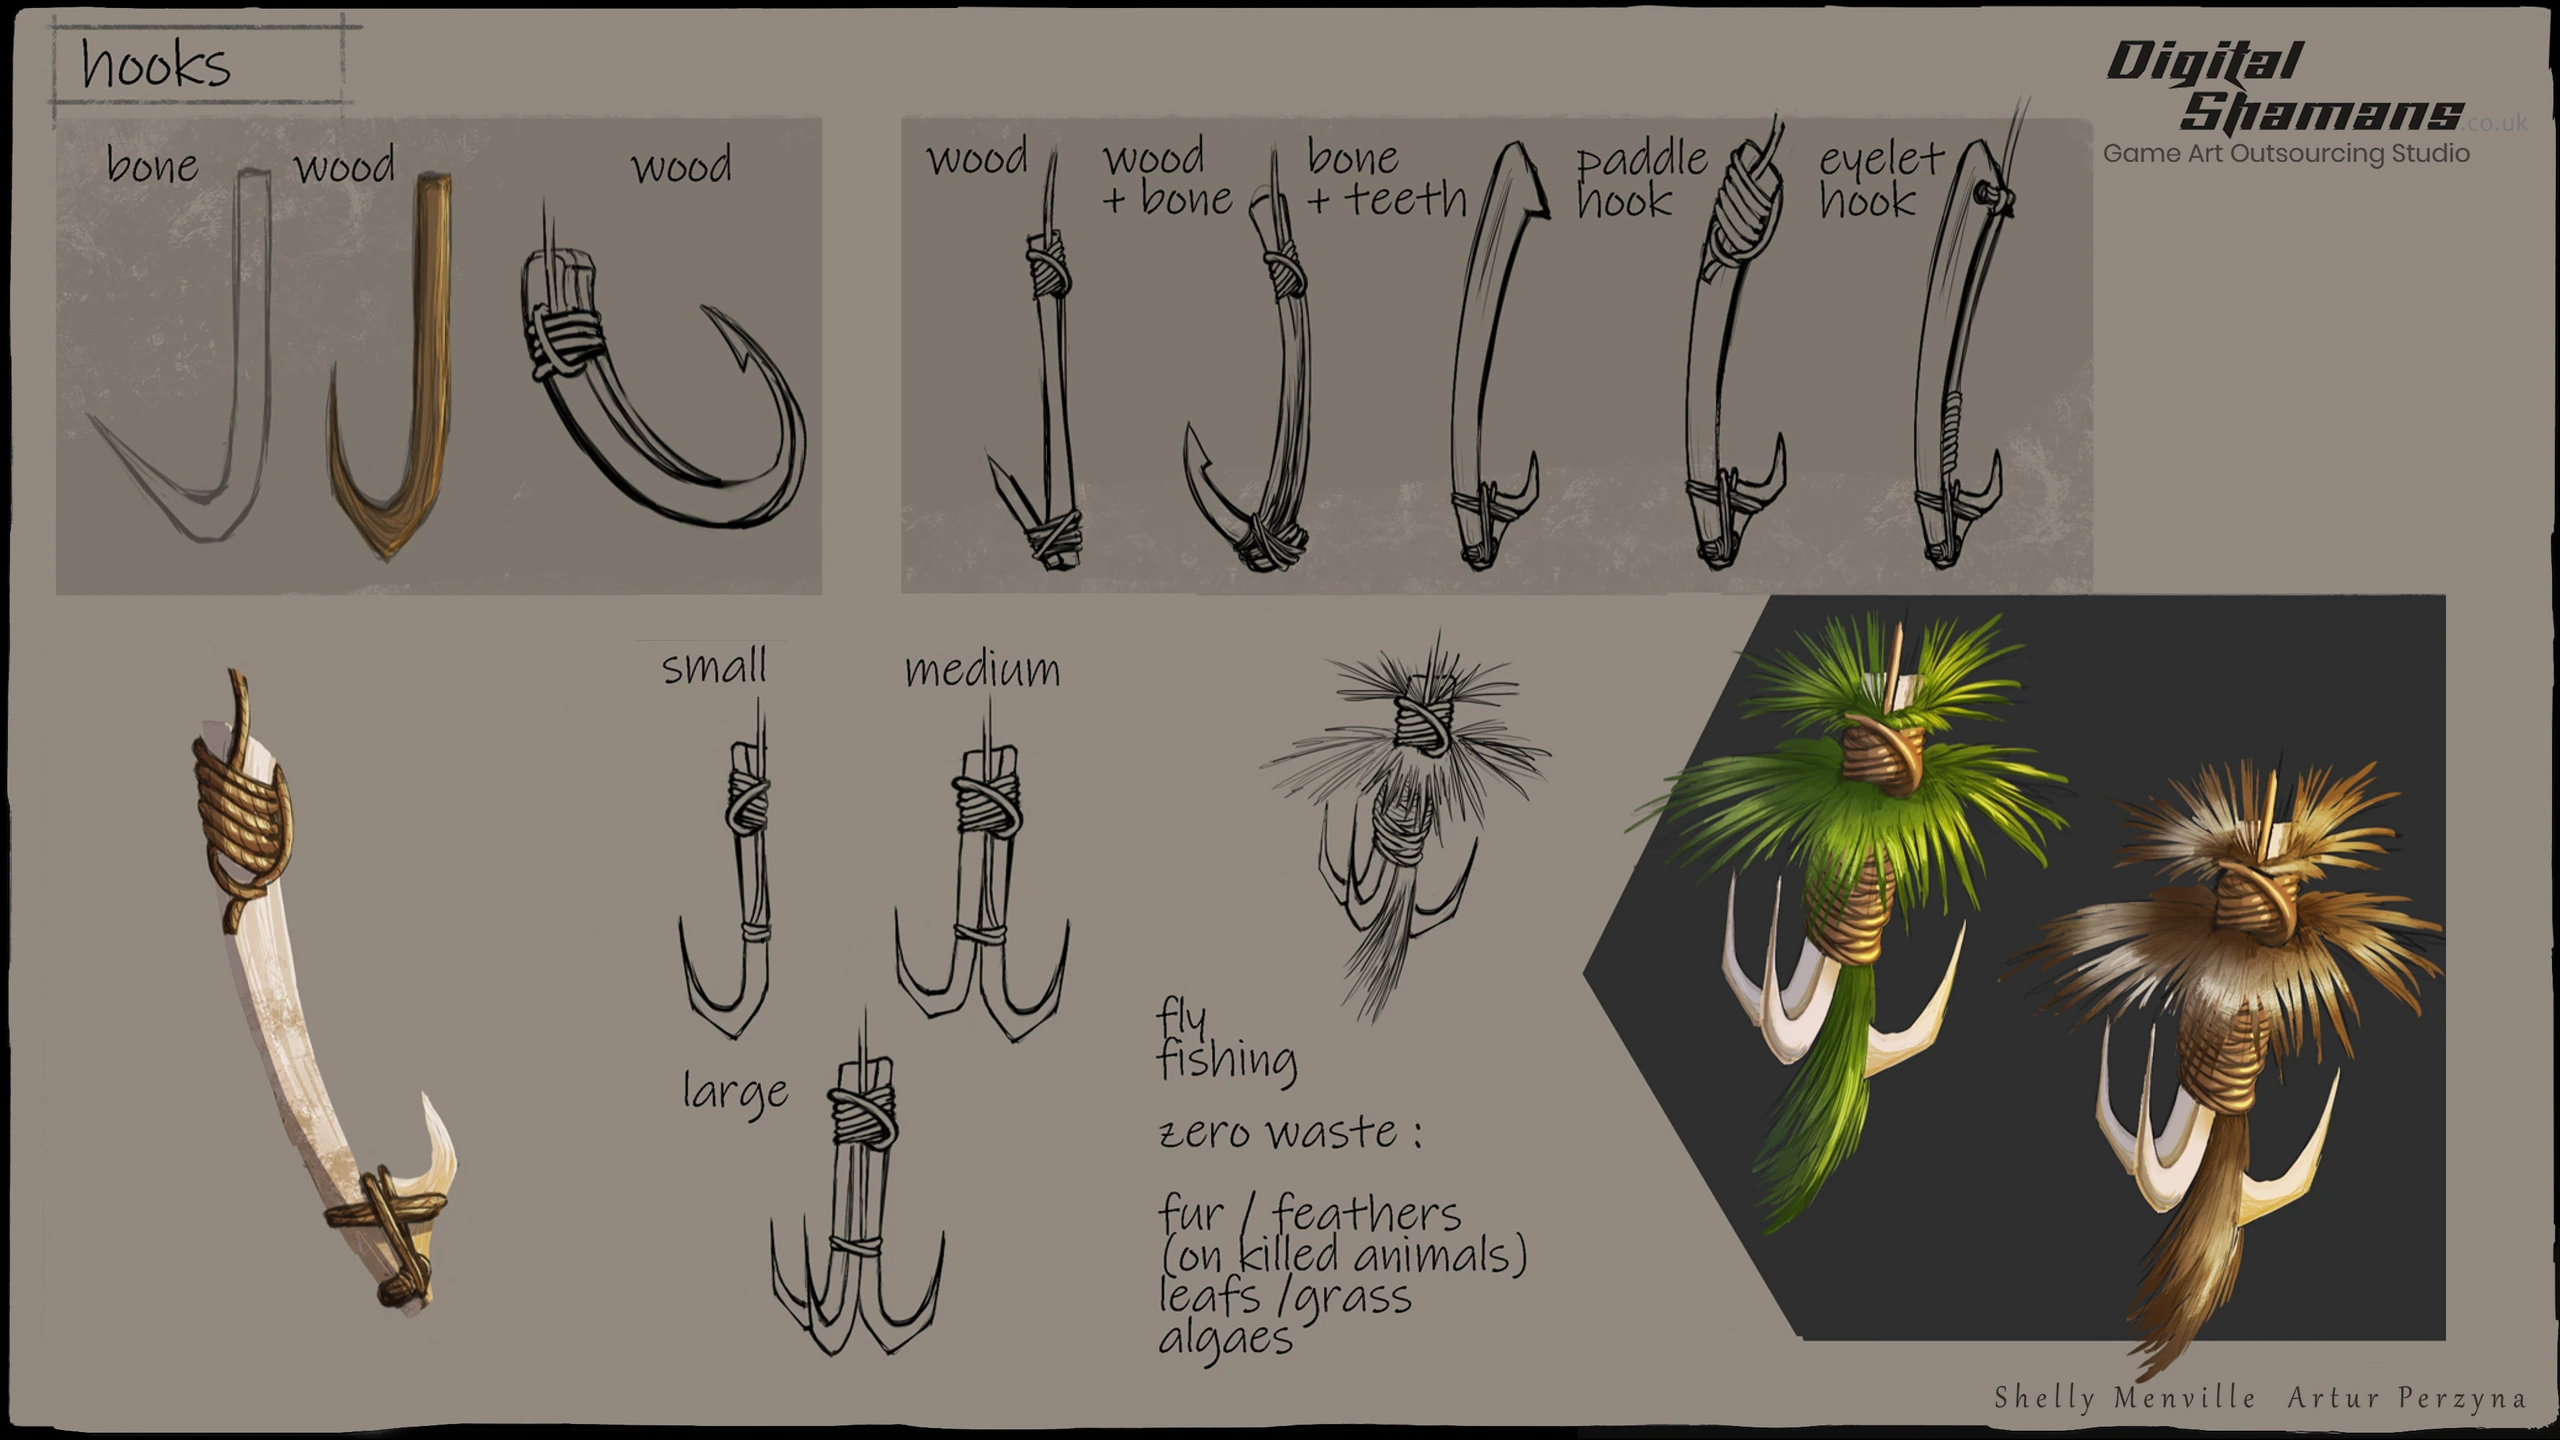 hooks
Digital
Shamans.co.uk
Game Art Outsourcing Studio
bone
wood
wood
wood
wood
+ bone
bone
+ teeth
paddle
hook
eyelet
hook
small
medium
large
fly
fishing
zero waste :
fur / feathers
(on killed animals)
leafs /grass
algaes
Shelly Menville Artur Perzyna